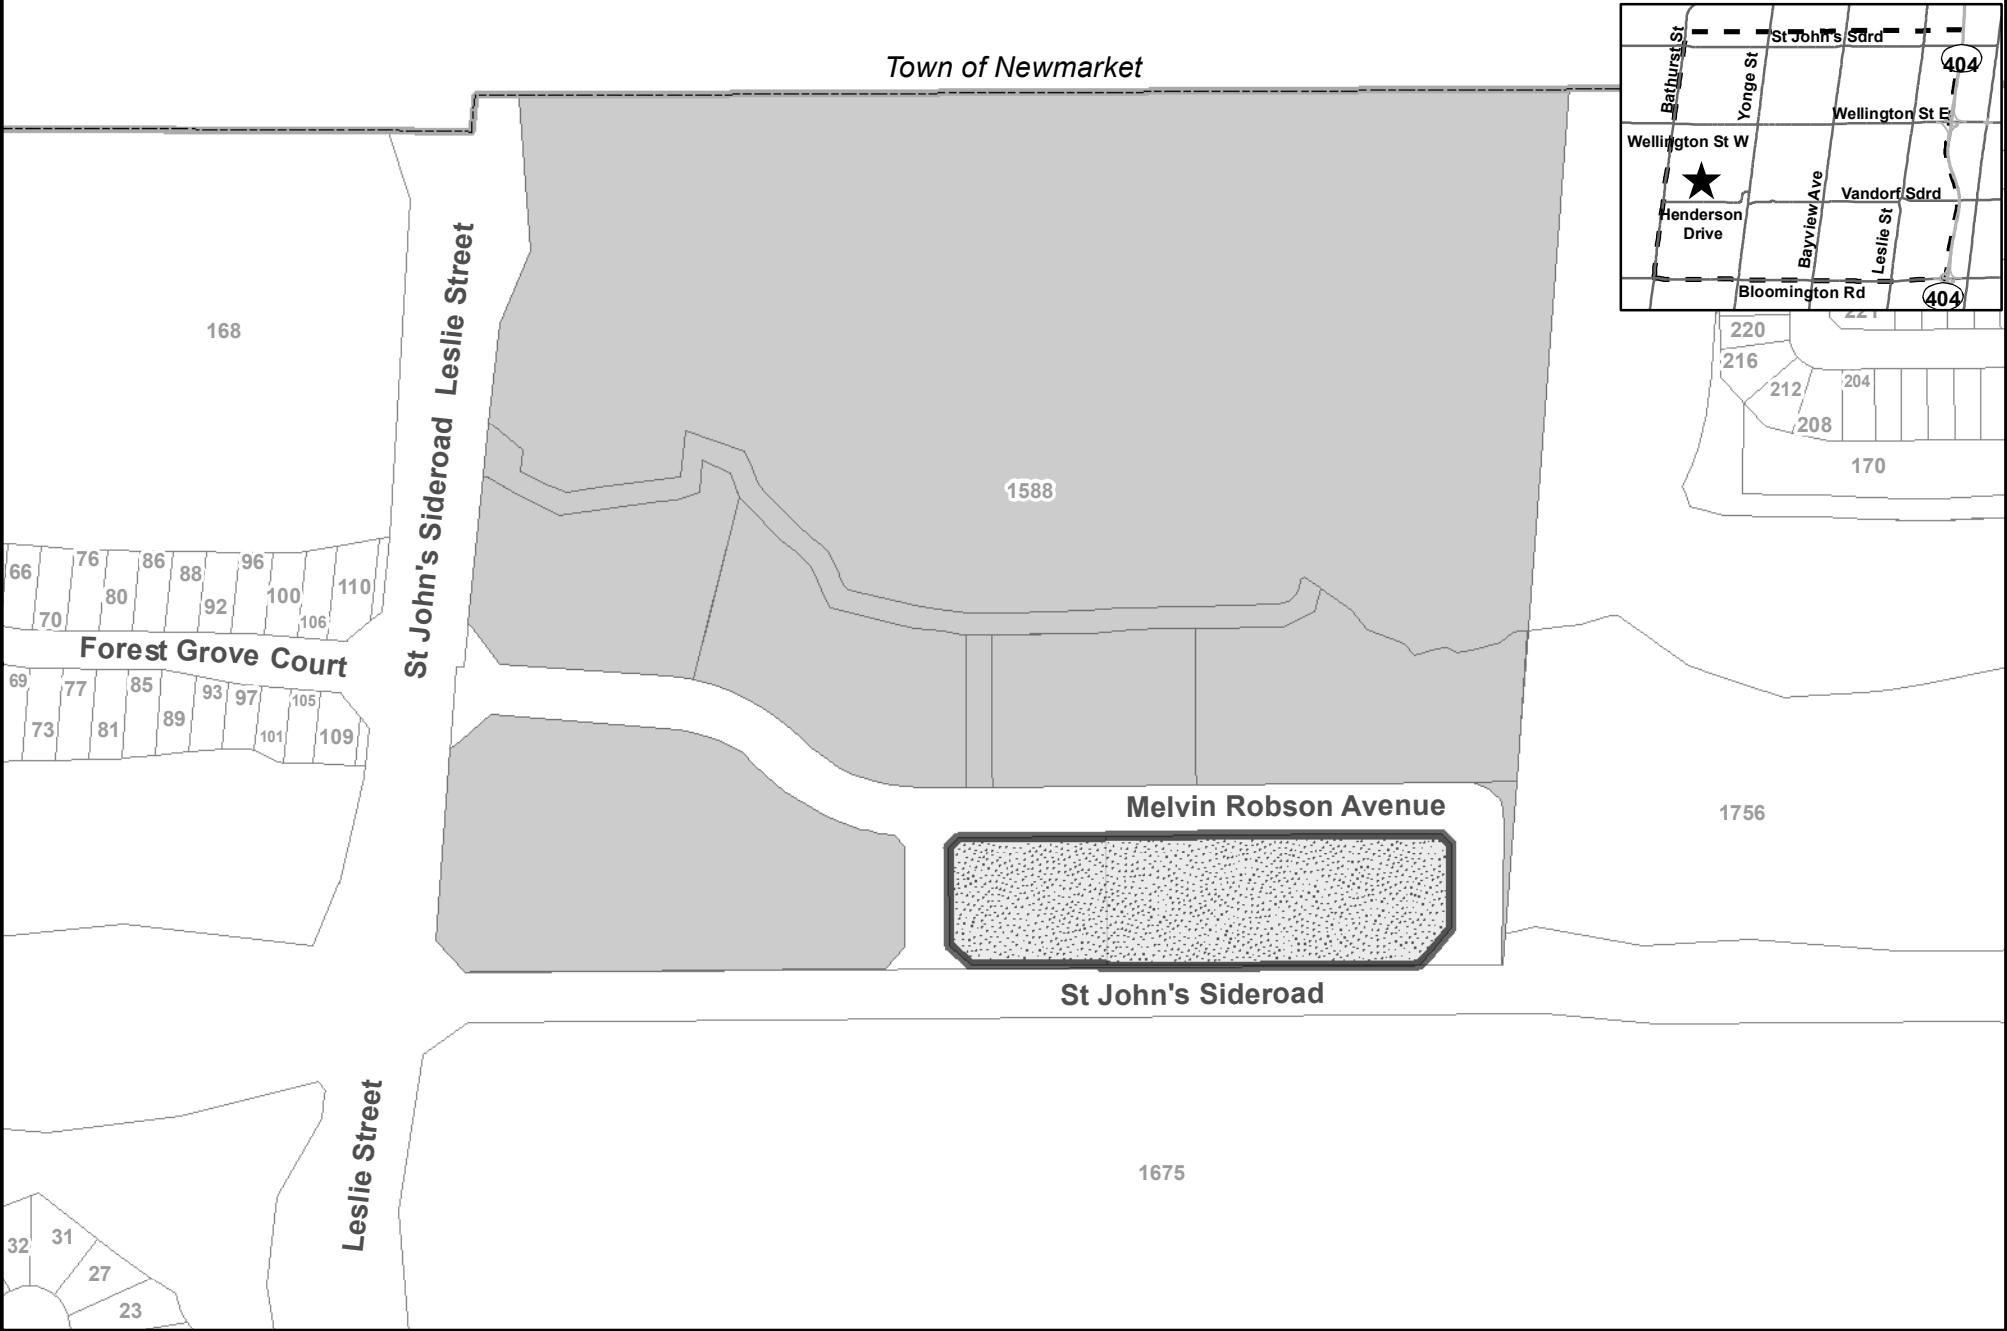 Town of Newmarket
St John's Sdrd
404
Bathurst St
Yonge St
Wellington St E
Wellington St W
Vandorf Sdrd
Henderson
Drive
Bayview Ave
Leslie St
Bloomington Rd
404
221
220
216
212
204
208
170
168
Leslie Street
St John's Sideroad
1588
66
76
86
96
88
80
92
100
110
70
106
Forest Grove Court
69
77
85
93
97
105
73
81
89
101
109
Melvin Robson Avenue
1756
St John's Sideroad
Leslie Street
1675
32
31
27
23